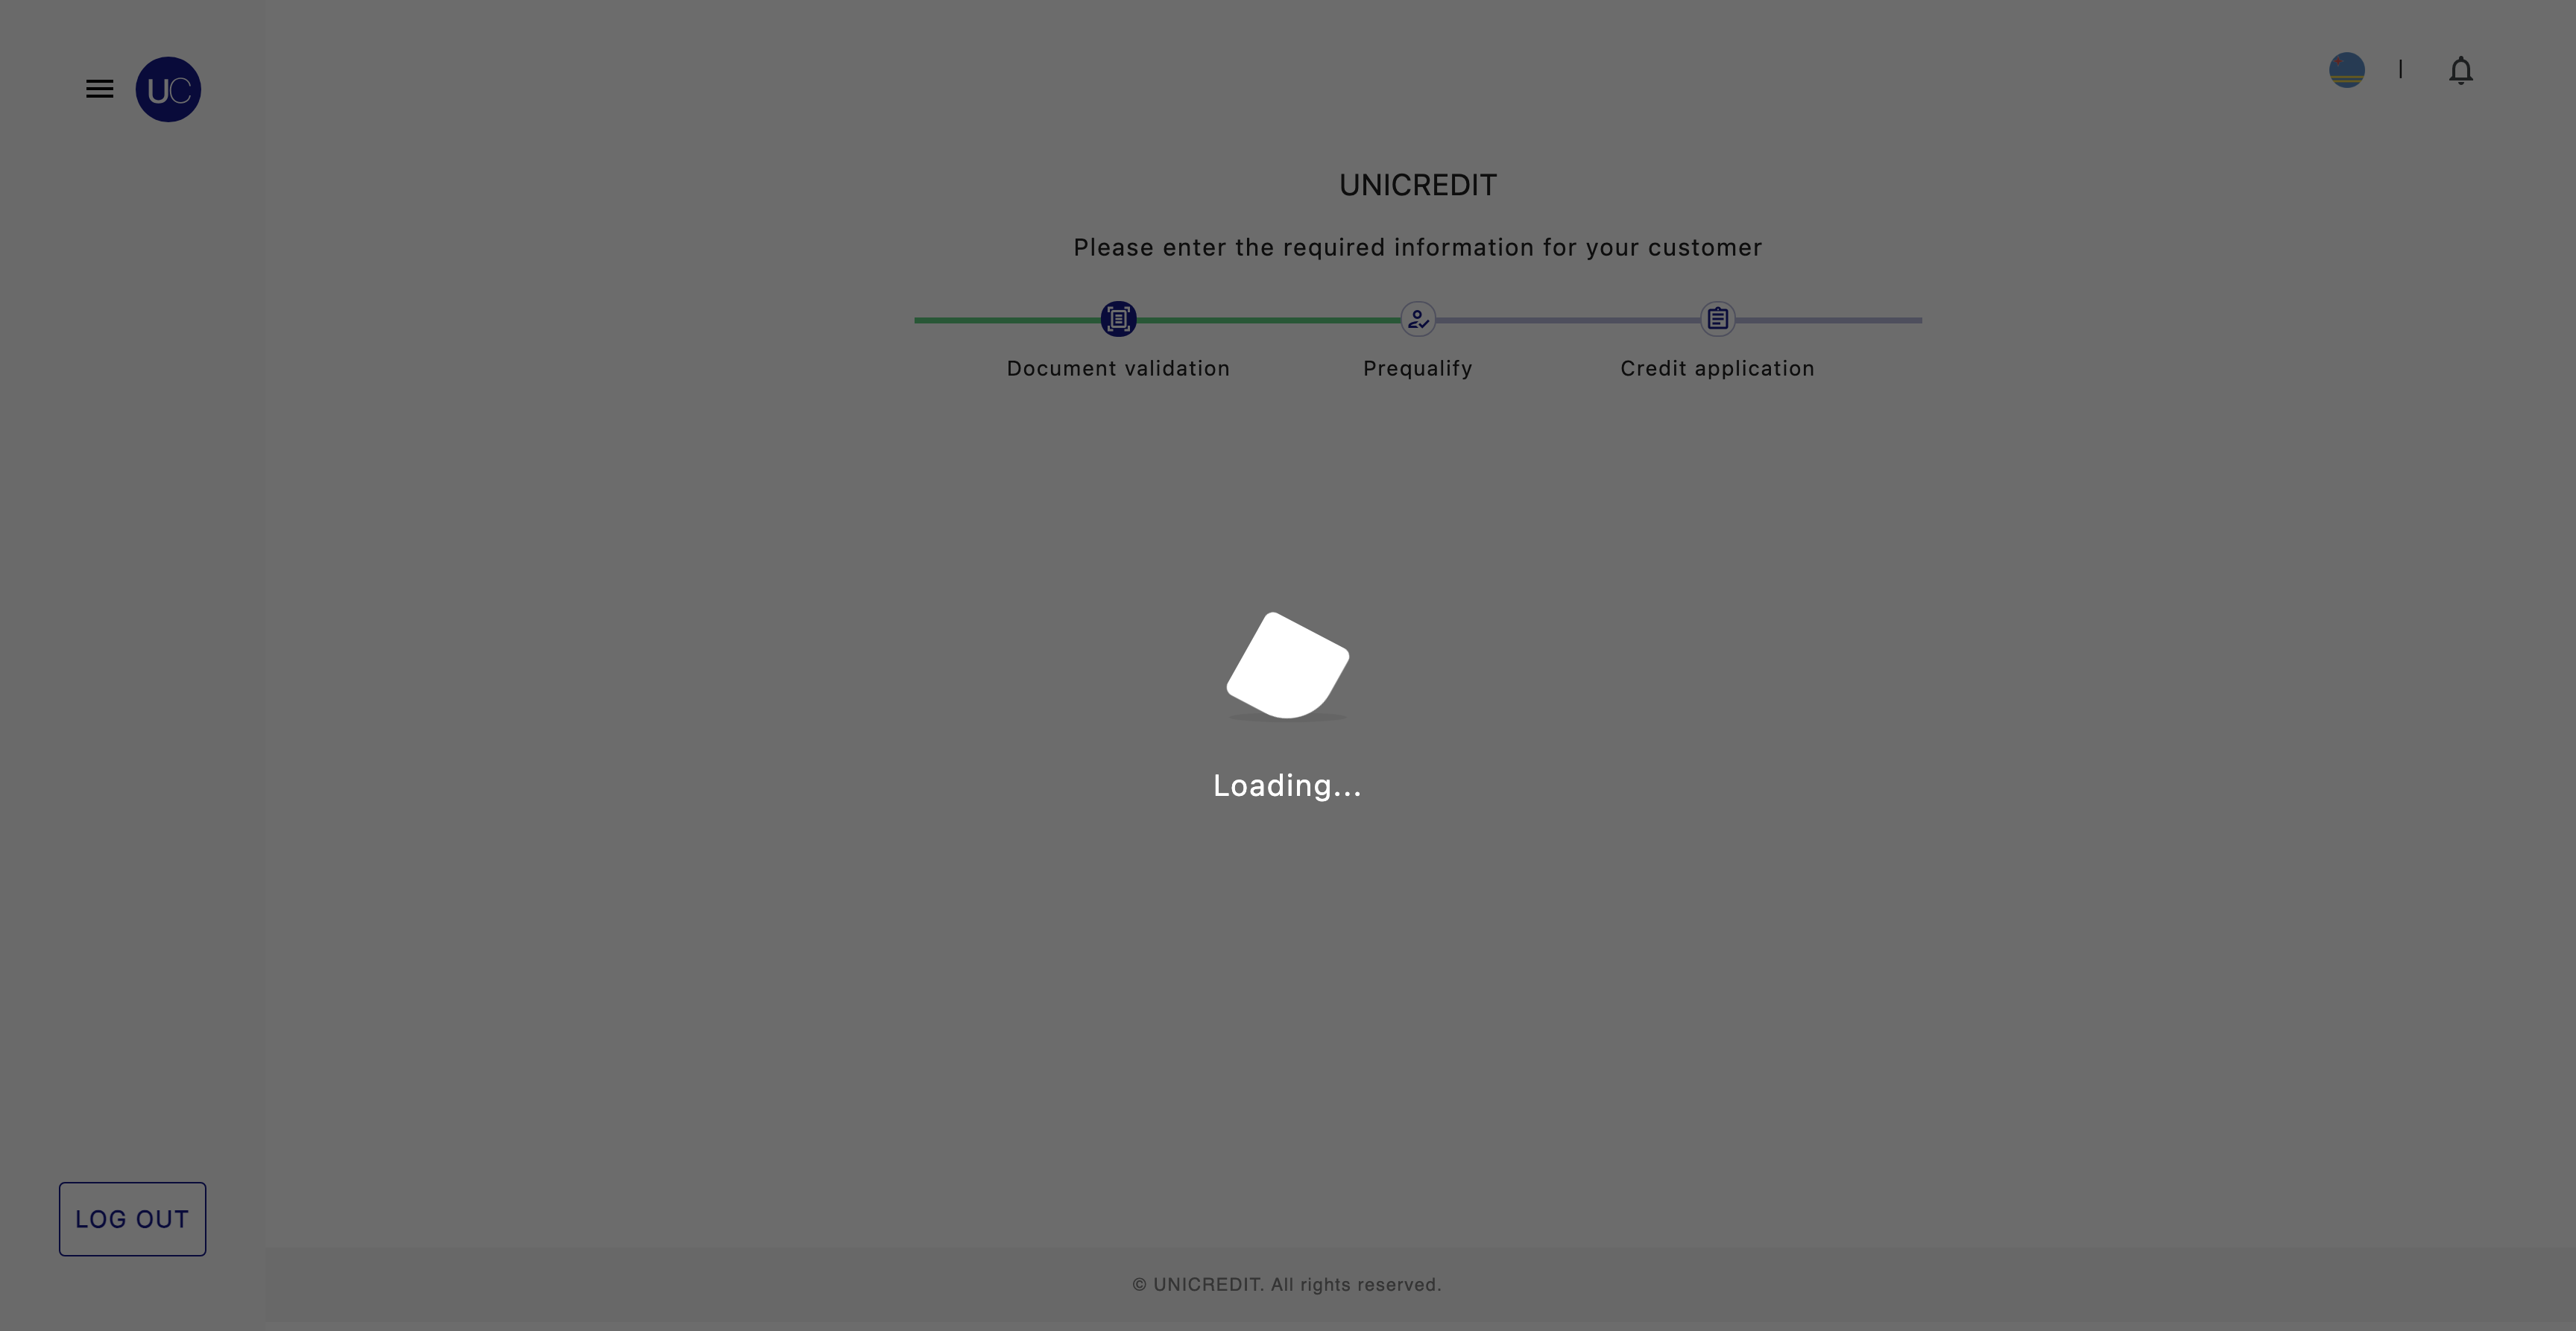 UC
UNICREDIT
Please enter the required information for your customer
Document validation
Prequalify
Credit application
Loading...
LOG OUT
© UNICREDIT. All rights reserved.